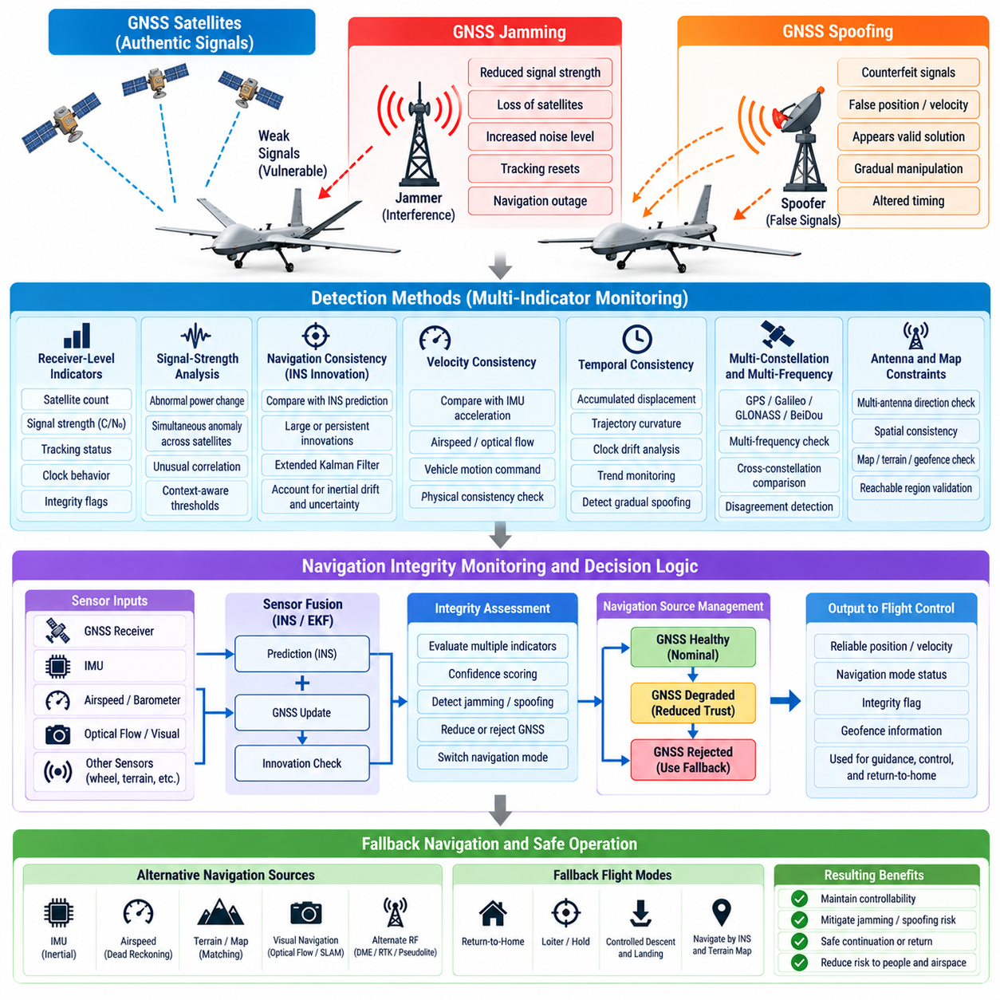 GNSS Satellites
(Authentic Signals)
Weak
Signals
(Vulnerable)
GNSS Jamming
Jammer
(Interference)
Reduced signal strength
Loss of satellites
Increased noise level
Tracking resets
Navigation outage
GNSS Spoofing
Spoofer
(False Signals)
Counterfeit signals
False position / velocity
Appears valid solution
Gradual manipulation
Altered timing
Detection Methods (Multi-Indicator Monitoring)
Receiver-Level
Indicators
Satellite count
Signal strength (C/N₀)
Tracking status
Clock behavior
Integrity flags
Signal-Strength
Analysis
Abnormal power change
Simultaneous anomaly
across satellites
Unusual correlation
Context-aware
thresholds
Navigation Consistency
(INS Innovation)
Compare with INS prediction
Large or persistent
innovations
Extended Kalman Filter
Account for inertial drift
and uncertainty
Velocity Consistency
Compare with IMU
acceleration
Airspeed / optical flow
Vehicle motion command
Physical consistency check
Temporal Consistency
Accumulated displacement
Trajectory curvature
Clock drift analysis
Trend monitoring
Detect gradual spoofing
Multi-Constellation
and Multi-Frequency
GPS / Galileo /
GLONASS / BeiDou
Multi-frequency check
Cross-constellation
comparison
Disagreement detection
Antenna and Map
Constraints
Multi-antenna direction check
Spatial consistency
Map / terrain / geofence check
Reachable region validation
Navigation Integrity Monitoring and Decision Logic
Sensor Inputs
GNSS Receiver
IMU
Airspeed / Barometer
Optical Flow / Visual
Other Sensors
(wheel, terrain, etc.)
Sensor Fusion
(INS / EKF)
Prediction (INS)
+
GNSS Update
Innovation Check
Integrity Assessment
Evaluate multiple indicators
Confidence scoring
Detect jamming / spoofing
Reduce or reject GNSS
Switch navigation mode
Navigation Source Management
GNSS Healthy
(Nominal)
GNSS Degraded
(Reduced Trust)
GNSS Rejected
(Use Fallback)
Output to Flight Control
Reliable position / velocity
Navigation mode status
Integrity flag
Geofence information
Used for guidance, control,
and return-to-home
Fallback Navigation and Safe Operation
Alternative Navigation Sources
IMU
(Inertial)
Airspeed
(Dead Reckoning)
Terrain / Map
(Matching)
Visual Navigation
(Optical Flow / SLAM)
Alternate RF
(DME / RTK / Pseudolite)
Fallback Flight Modes
Return-to-Home
Loiter / Hold
Controlled Descent
and Landing
Navigate by INS
and Terrain Map
Resulting Benefits
Maintain controllability
Mitigate jamming / spoofing risk
Safe continuation or return
Reduce risk to people and airspace